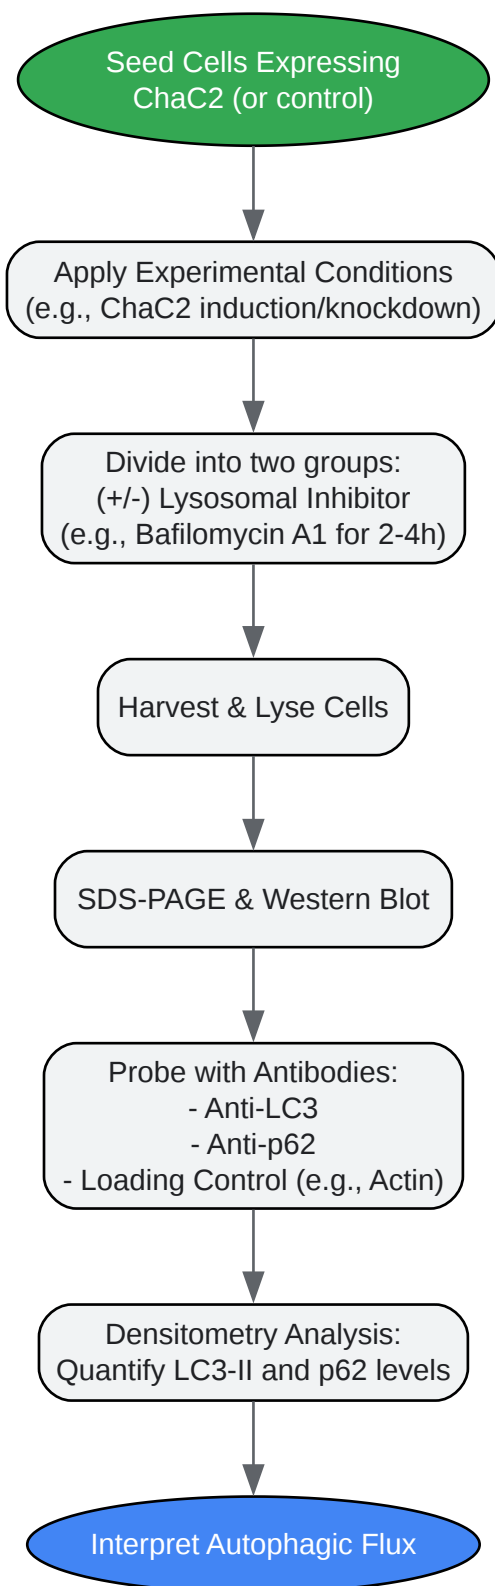 Seed Cells Expressing
ChaC2 (or control)
Apply Experimental Conditions
(e.g., ChaC2 induction/knockdown)
Divide into two groups:
(+/-) Lysosomal Inhibitor
(e.g., Bafilomycin A1 for 2-4h)
Harvest & Lyse Cells
SDS-PAGE & Western Blot
Probe with Antibodies:
- Anti-LC3
- Anti-p62
- Loading Control (e.g., Actin)
Densitometry Analysis:
Quantify LC3-II and p62 levels
Interpret Autophagic Flux